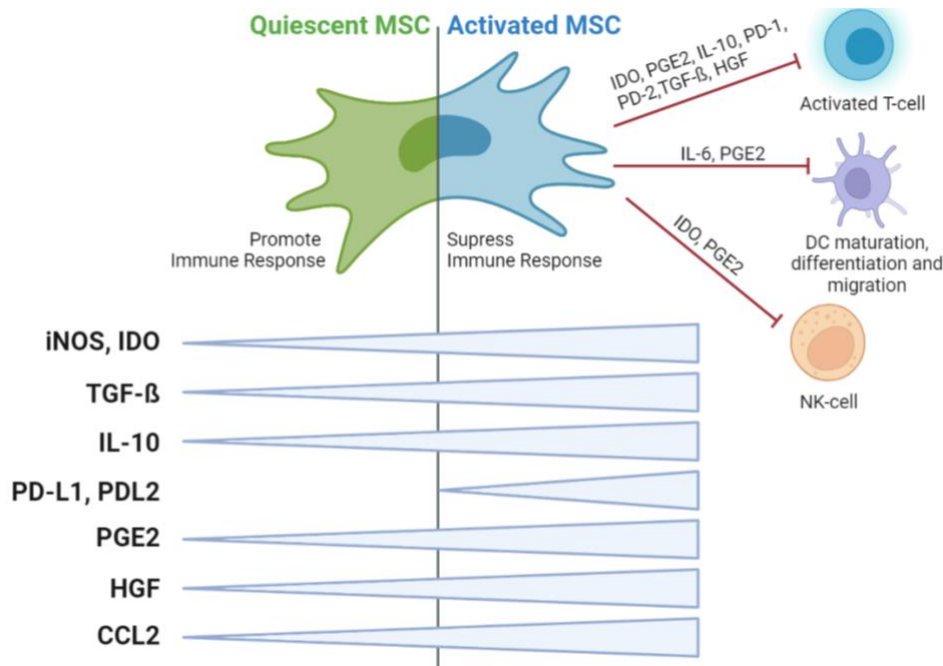 Quiescent MSC
Activated MSC
IDO, PGE2, IL-10, PD-1,
PD-2,TGF-ß, HGF
Activated T-cell
IL-6, PGE2
DC maturation,
differentiation and
migration
IDO, PGE2
NK-cell
Promote
Immune Response
Supress
Immune Response
iNOS, IDO
TGF-ß
IL-10
PD-L1, PDL2
PGE2
HGF
CCL2